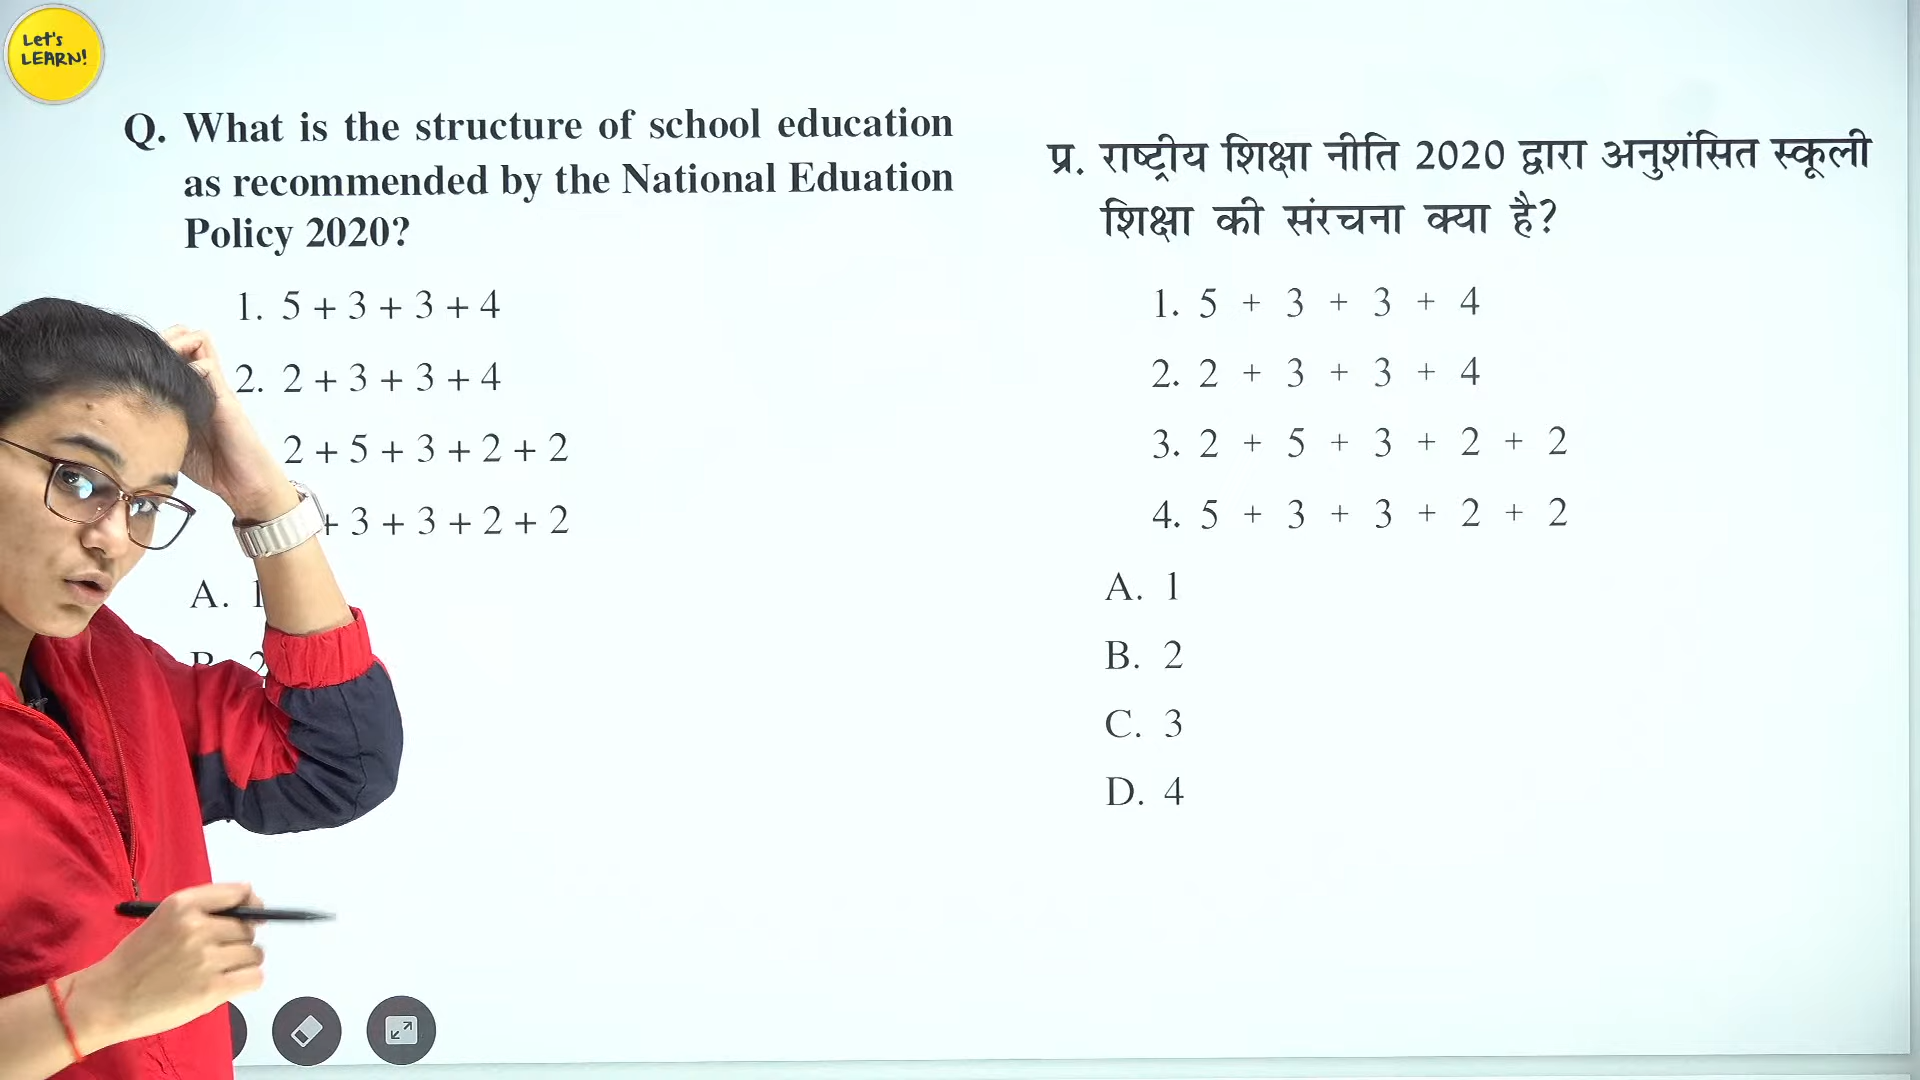 Let's
LEARN!
Q. What is the structure of school education
as recommended by the National Eduation
Policy 2020?
1. 5 + 3 + 3 + 4
2. 2 + 3 + 3 + 4
2 + 5 + 3 + 2 + 2
+ 3 + 3 + 2 + 2
A. 1
B. 2
प्र. राष्ट्रीय शिक्षा नीति 2020 द्वारा अनुशंसित स्कूली
शिक्षा की संरचना क्या है?
1. 5 + 3 + 3 + 4
2. 2 + 3 + 3 + 4
3. 2 + 5 + 3 + 2 + 2
4. 5 + 3 + 3 + 2 + 2
A. 1
B. 2
C. 3
D. 4